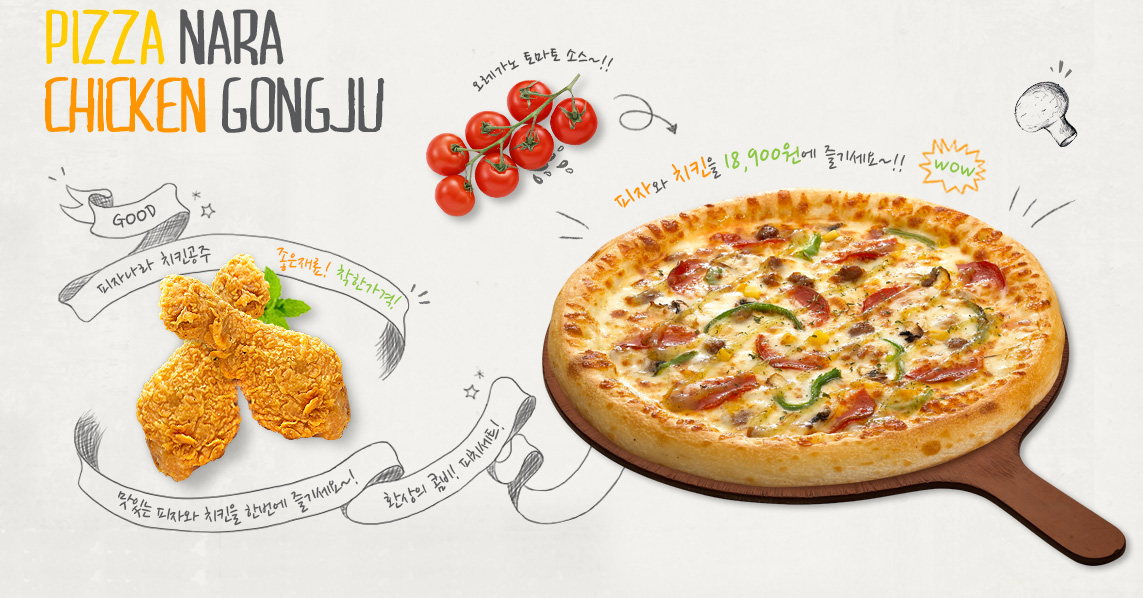 PIZZA NARA
CHICKEN GONGJU
오레가노 토마토 소스~!!
피자와 치킨을 18,900원에 즐기세요~!!
WOW
GOOD
피자나라 치킨공주
좋은재료! 착한가격!
맛있는 피자와 치킨을 한번에 즐기세요~!
환상의 콤비! 피치세트!